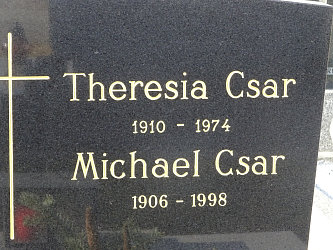 Theresia Csar
1910 - 1974
Michael Csar
1906 - 1998